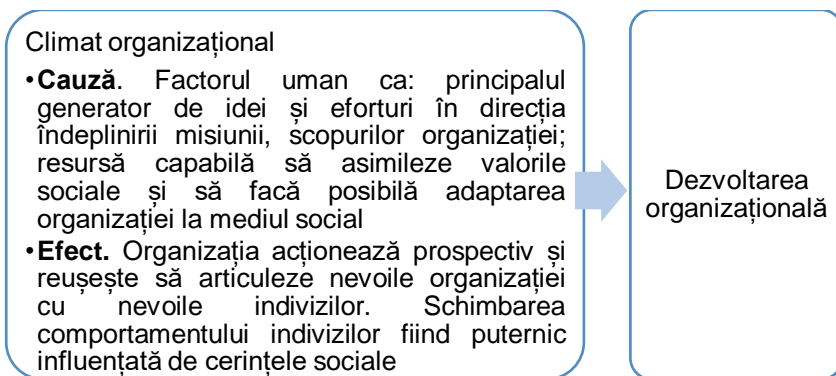 Climat organizațional
•Cauză. Factorul uman ca: principalul
generator de idei și eforturi în direcția
îndeplinirii misiunii, scopurilor organizației;
resursă capabilă să asimileze valorile
sociale și să facă posibilă adaptarea
organizației la mediul social
•Efect. Organizația acționează prospectiv și
reușește să articuleze nevoile organizației
cu nevoile indivizilor. Schimbarea
comportamentului indivizilor fiind puternic
influențată de cerințele sociale
Dezvoltarea
organizațională